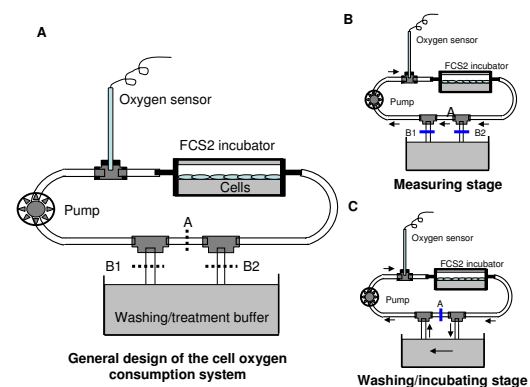 A
Oxygen sensor
FCS2 incubator
Cells
Pump
A
B1
B2
Washing/treatment buffer
General design of the cell oxygen
consumption system
B
Oxygen sensor
FCS2 incubator
Pump
A
B1
B2
Measuring stage
C
Oxygen sensor
FCS2 incubator
Pump
A
Washing/incubating stage